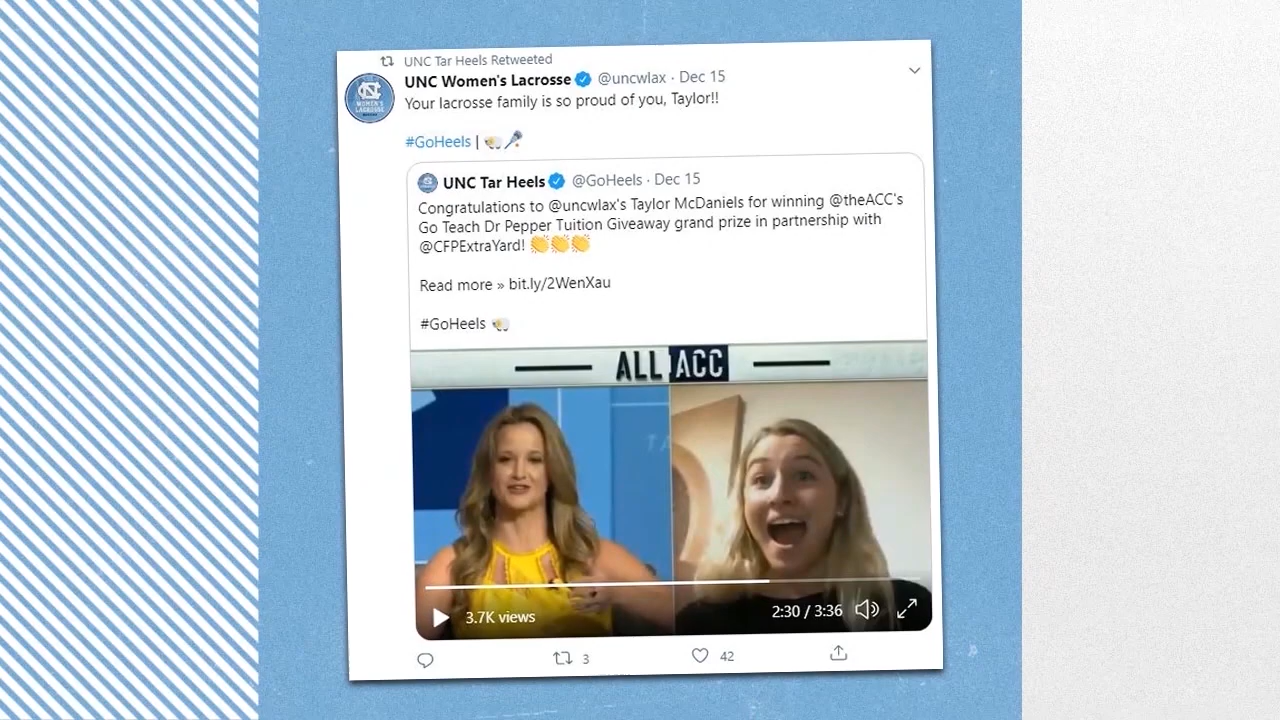 UNC Tar Heels Retweeted
UNC Women's Lacrosse @uncwlax · Dec 15
Your lacrosse family is so proud of you, Taylor!!
#GoHeels |
NC
WOMEN'S
LACROSSE
UNC Tar Heels @GoHeels · Dec 15
Congratulations to @uncwlax's Taylor McDaniels for winning @theACC's
Go Teach Dr Pepper Tuition Giveaway grand prize in partnership with
@CFPExtraYard! 👏👏👏
Read more » bit.ly/2WenXau
#GoHeels
ALL ACC
3.7K views
2:30 / 3:36
3
42